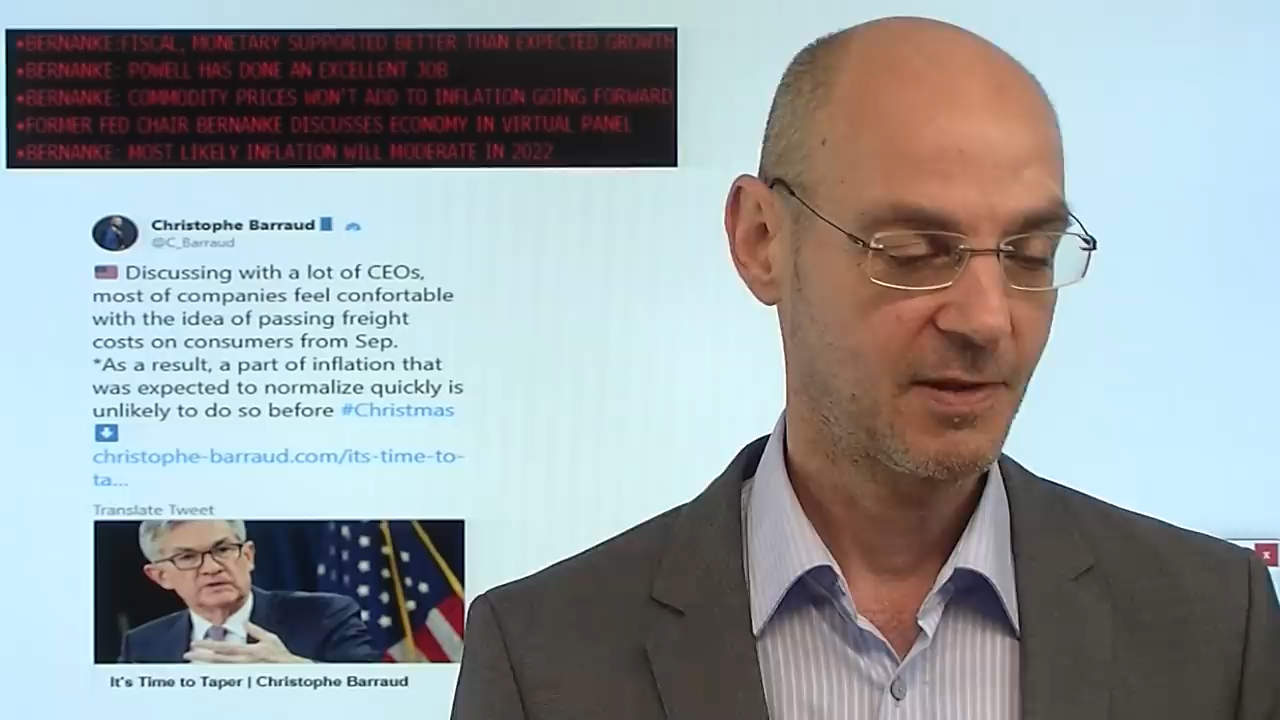 *BERNANKE:FISCAL, MONETARY SUPPORTED BETTER THAN EXPECTED GROWTH
*BERNANKE: POWELL HAS DONE AN EXCELLENT JOB
*BERNANKE: COMMODITY PRICES WON'T ADD TO INFLATION GOING FORWARD
*FORMER FED CHAIR BERNANKE DISCUSSES ECONOMY IN VIRTUAL PANEL
*BERNANKE: MOST LIKELY INFLATION WILL MODERATE IN 2022
Christophe Barraud
@C_Barraud
Discussing with a lot of CEOs,
most of companies feel confortable
with the idea of passing freight
costs on consumers from Sep.
*As a result, a part of inflation that
was expected to normalize quickly is
unlikely to do so before #Christmas
christophe-barraud.com/its-time-to-
ta...
Translate Tweet
It's Time to Taper | Christophe Barraud
x